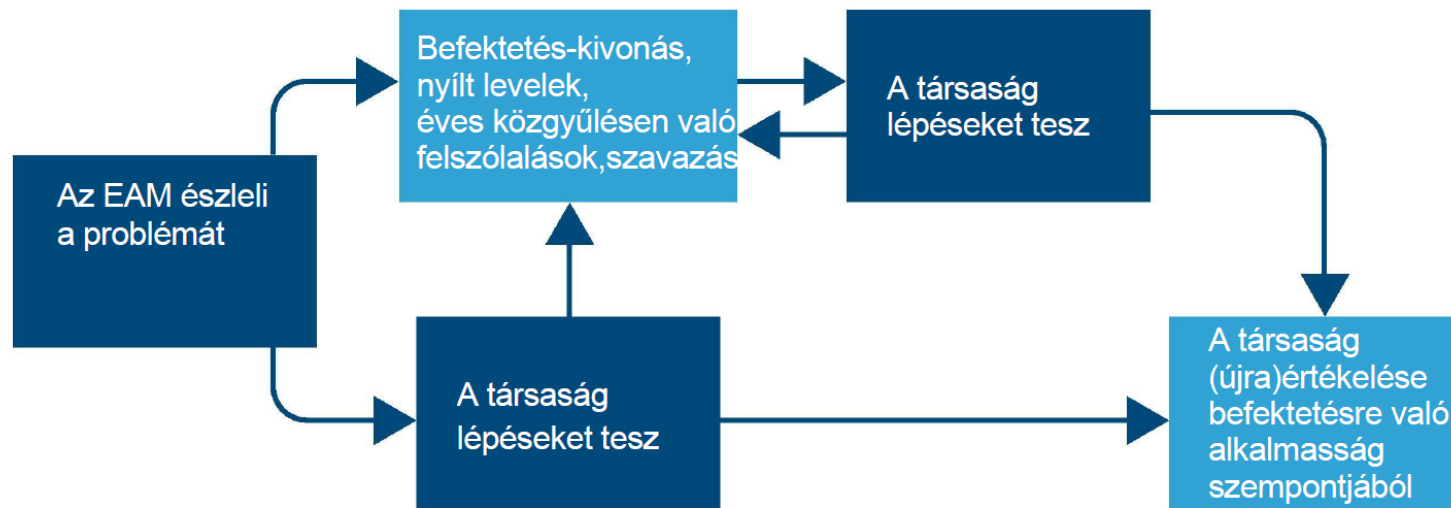 Az EAM észleli
a problémát
Befektetés-kivonás,
nyílt levelek,
éves közgyűlésen való
felszólalások,szavazás
A társaság
lépéseket tesz
A társaság
lépéseket tesz
A társaság
(újra)értékelése
befektetésre való
alkalmasság
szempontjából